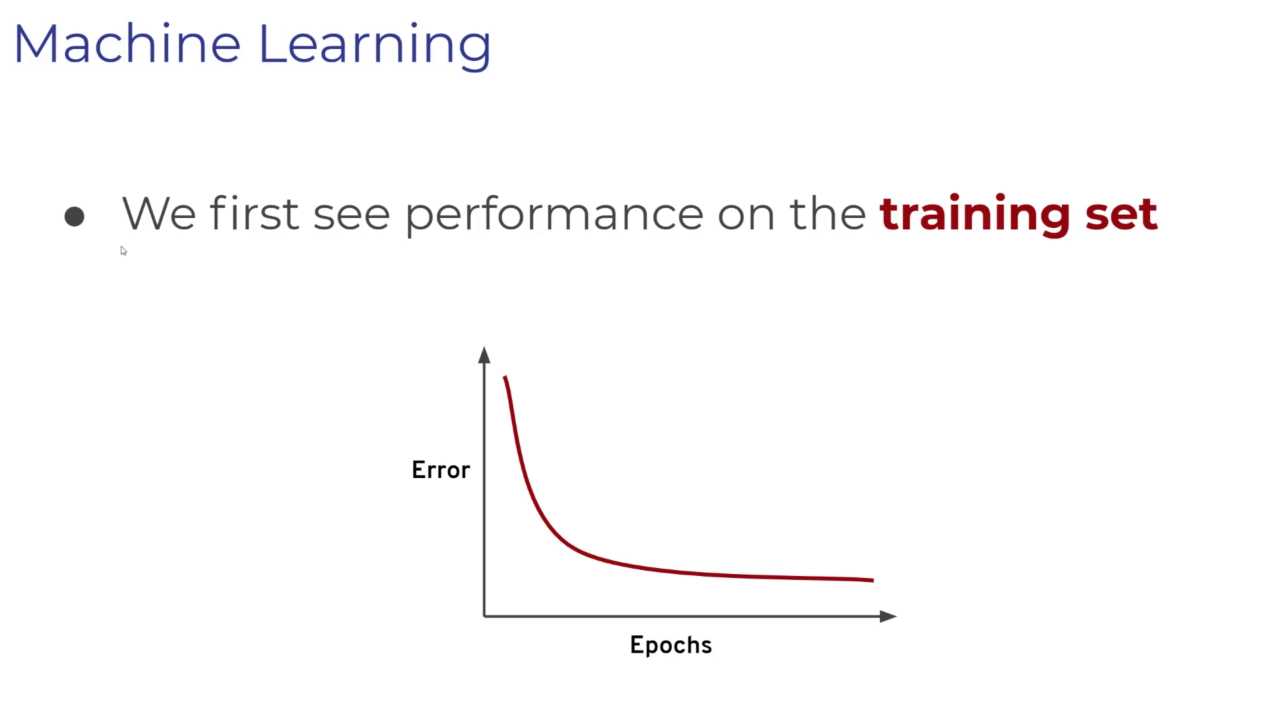 Machine Learning
● We first see performance on the training set
Error
Epochs